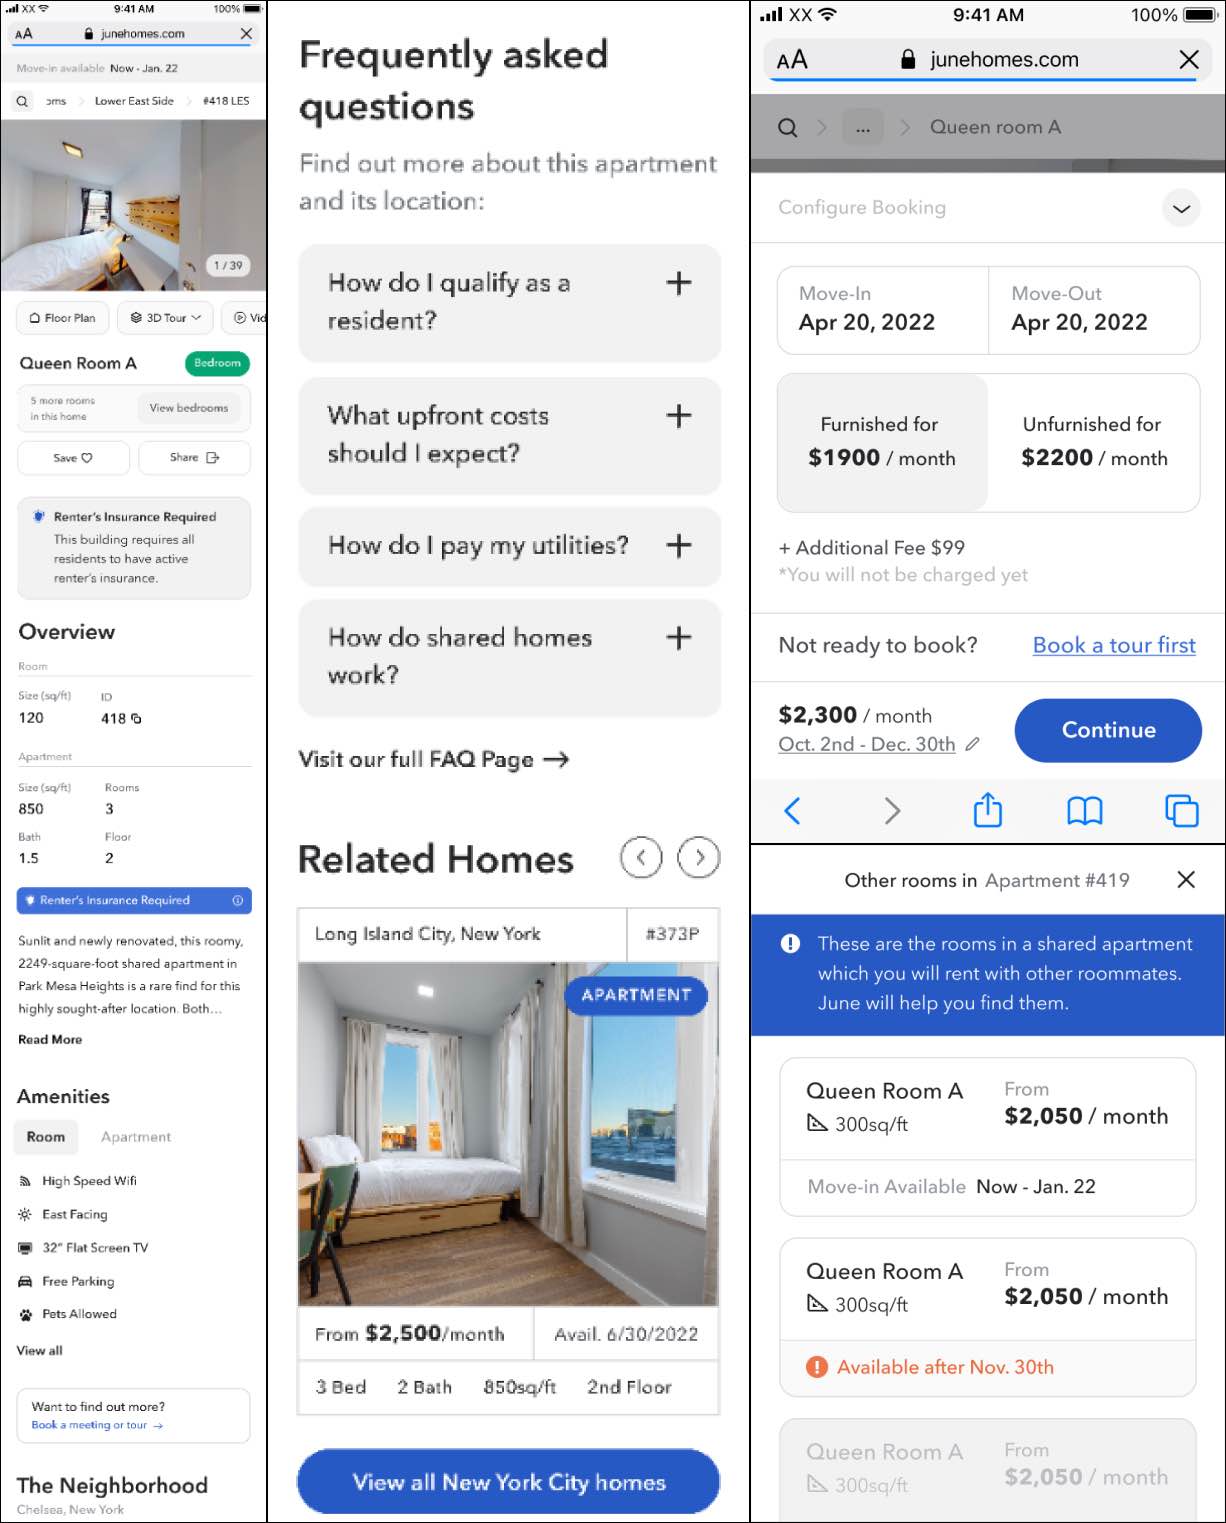 XX 9:41 AM 100%
AA junehomes.com
Move-in available Now - Jan. 22
oms Lower East Side #418 LES
1 / 39
Floor Plan 3D Tour Vid
Queen Room A Bedroom
5 more rooms
in this home
View bedrooms
Save Share
Renter's Insurance Required
This building requires all
residents to have active
renter's insurance.
Overview
Room
Size (sq/ft) ID
120 418
Apartment
Size (sq/ft) Rooms
850 3
Bath Floor
1.5 2
Renter's Insurance Required
Sunlit and newly renovated, this roomy,
2249-square-foot shared apartment in
Park Mesa Heights is a rare find for this
highly sought-after location. Both...
Read More
Amenities
Room Apartment
High Speed Wifi
East Facing
32" Flat Screen TV
Free Parking
Pets Allowed
View all
Want to find out more?
Book a meeting or tour →
The Neighborhood
Chelsea, New York
Frequently asked
questions
Find out more about this apartment
and its location:
How do I qualify as a
resident?
What upfront costs
should I expect?
How do I pay my utilities?
How do shared homes
work?
Visit our full FAQ Page →
Related Homes
Long Island City, New York #373P
APARTMENT
From $2,500/month Avail. 6/30/2022
3 Bed 2 Bath 850sq/ft 2nd Floor
View all New York City homes
XX 9:41 AM 100%
AA junehomes.com
... Queen room A
Configure Booking
Move-In Move-Out
Apr 20, 2022 Apr 20, 2022
Furnished for Unfurnished for
$1900 / month $2200 / month
+ Additional Fee $99
*You will not be charged yet
Not ready to book? Book a tour first
$2,300 / month
Oct. 2nd - Dec. 30th
Continue
Other rooms in Apartment #419
These are the rooms in a shared apartment
which you will rent with other roommates.
June will help you find them.
Queen Room A From
300sq/ft $2,050 / month
Move-in Available Now - Jan. 22
Queen Room A From
300sq/ft $2,050 / month
Available after Nov. 30th
Queen Room A From
300sq/ft $2,050 / month